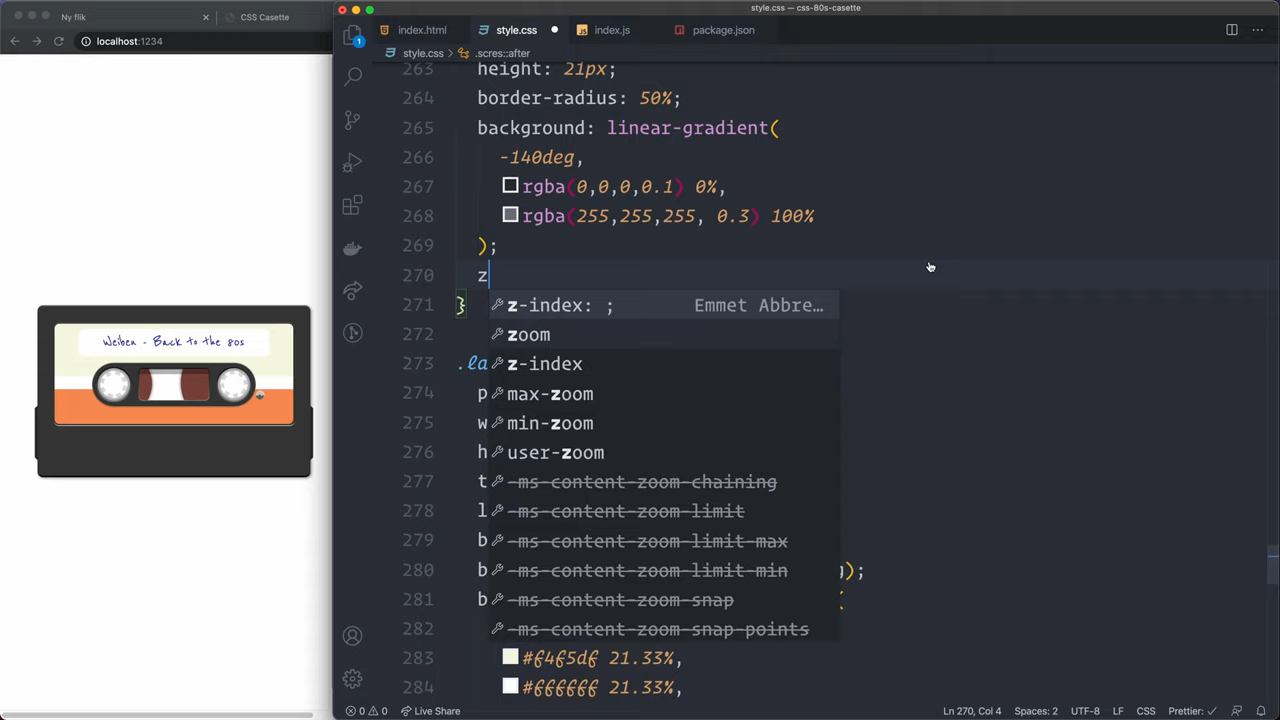 style.css — css-80s-casette
Ny flik
CSS Casette
localhost:1234
index.html
style.css
index.js
package.json
style.css > .scres::after
263 height: 21px;
264 border-radius: 50%;
265 background: linear-gradient(
266 -140deg,
267 rgba(0,0,0,0.1) 0%,
268 rgba(255,255,255, 0.3) 100%
269 );
270 z
271 }
z-index: ; Emmet Abbre…
272
zoom
273 .la
z-index
274 p
max-zoom
275 w
min-zoom
276 h
user-zoom
277 t
-ms-content-zoom-chaining
278 l
-ms-content-zoom-limit
279 b
-ms-content-zoom-limit-max
280 b
-ms-content-zoom-limit-min
g);
281 b
-ms-content-zoom-snap
(
282
-ms-content-zoom-snap-points
283 #f4f5df 21.33%,
284 #ffffff 21.33%,
Weiben - Back to the 80s
1
0 0 Live Share
Ln 270, Col 4 Spaces: 2 UTF-8 LF CSS Prettier: ✓